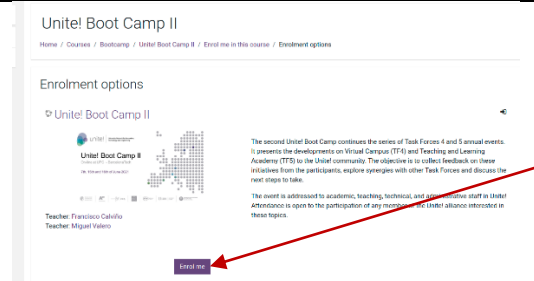 Unite! Boot Camp II
Home / Courses / Bootcamp / Unite! Boot Camp II / Enrol me in this course / Enrolment options
Enrolment options
Unite! Boot Camp II
unite!
Unite! Boot Camp II
The second Unite! Boot Camp continues the series of Task Forces 4 and 5 annual events.
It presents the developments on Virtual Campus (TF4) and Teaching and Learning
Academy (TF5) to the Unite! community. The objective is to collect feedback on these
initiatives from the participants, explore synergies with other Task Forces and discuss the
next steps to take.
The event is addressed to academic, teaching, technical, and administrative staff in Unite!
Attendance is open to the participation of any member of the Unite! alliance interested in
these topics.
Teacher: Francisco Calviño
Teacher: Miguel Valero
Enrol me